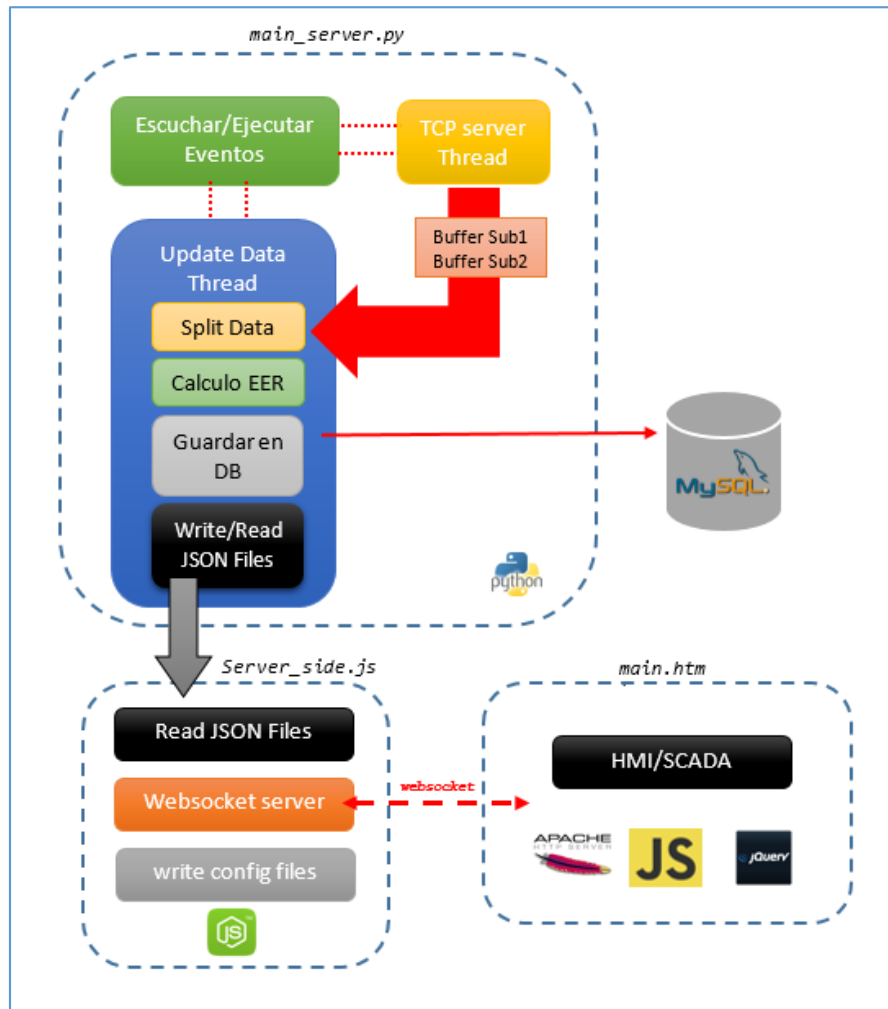 main_server.py
Escuchar/Ejecutar
Eventos
TCP server
Thread
Buffer Sub1
Buffer Sub2
Update Data
Thread
Split Data
Calculo EER
Guardar en
DB
Write/Read
JSON Files
MySQL
python
Server_side.js
Read JSON Files
Websocket server
write config files
JS
websocket
main.htm
HMI/SCADA
APACHE
HTTP SERVER
JS
jQuery